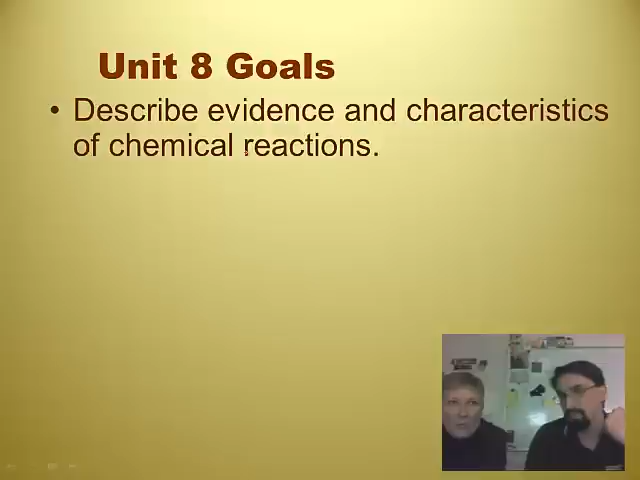 Unit 8 Goals
• Describe evidence and characteristics
of chemical reactions.